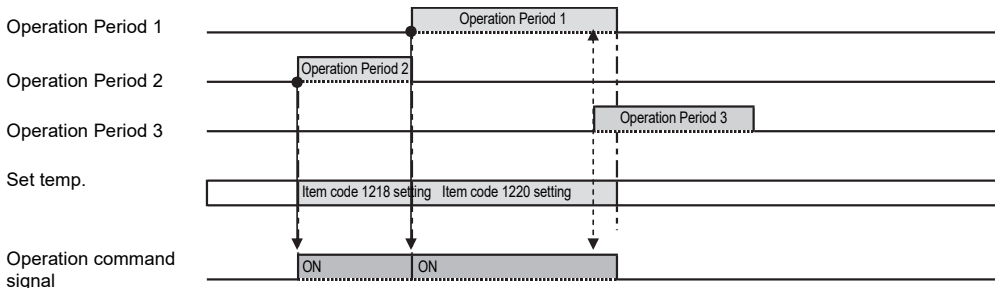 Operation Period 1
Operation Period 1
Operation Period 2
Operation Period 2
Operation Period 3
Operation Period 3
Set temp.
Item code 1218 setting Item code 1220 setting
Operation command
signal
ON ON